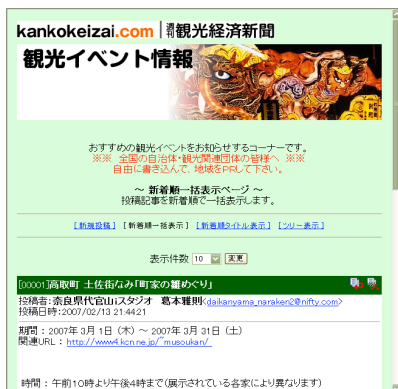 kankokeizai.com 週刊 観光経済新聞
観光イベント情報
おすすめの観光イベントをお知らせするコーナーです。
※※ 全国の自治体・観光関連団体の皆様へ ※※
自由に書き込んで、地域をPRして下さい。
～ 新着順一括表示ページ ～
投稿記事を新着順で一括表示します。
[新規投稿] [新着順一括表示] [新着順タイトル表示] [ツリー表示]
表示件数 10 変更
[00001]高取町 土佐街なみ「町家の雛めぐり」
投稿者:奈良県代官山iスタジオ 葛本雅則<daikanyama_naraken2@nifty.com>
投稿日時:2007/02/13 21:44:21
期間：2007年 3月 1日（木）～ 2007年 3月 31日（土）
関連URL：http://www4.kcn.ne.jp/~musoukan/
時間：午前10時より午後4時まで(展示されている各家により異なります)